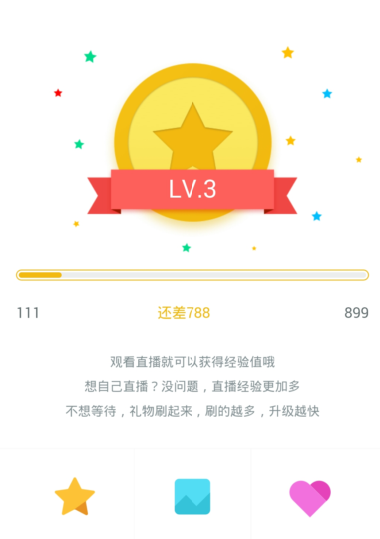 LV.3
111 还差788 899
观看直播就可以获得经验值哦
想自己直播？没问题，直播经验更加多
不想等待，礼物刷起来，刷的越多，升级越快